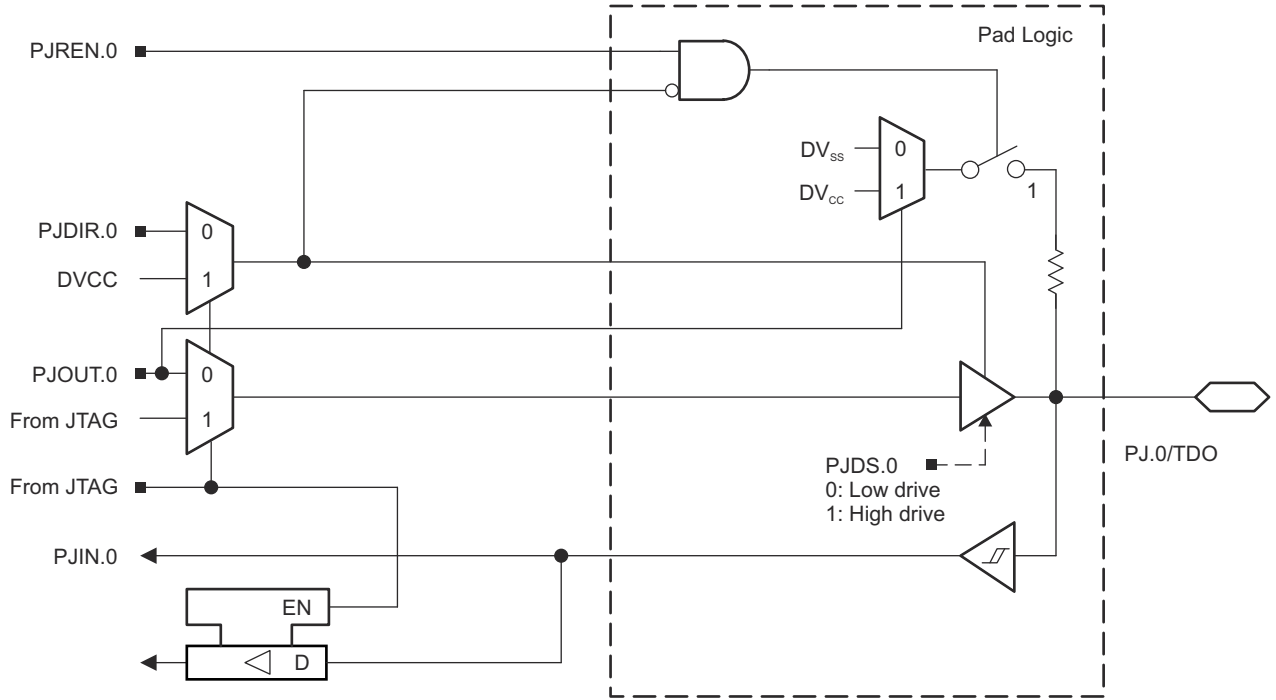 Pad Logic
PJREN.0
DVSS
0
DVCC
1
1
PJDIR.0
0
DVCC
1
PJOUT.0
0
From JTAG
1
PJ.0/TDO
PJDS.0
0: Low drive
1: High drive
From JTAG
PJIN.0
EN
D